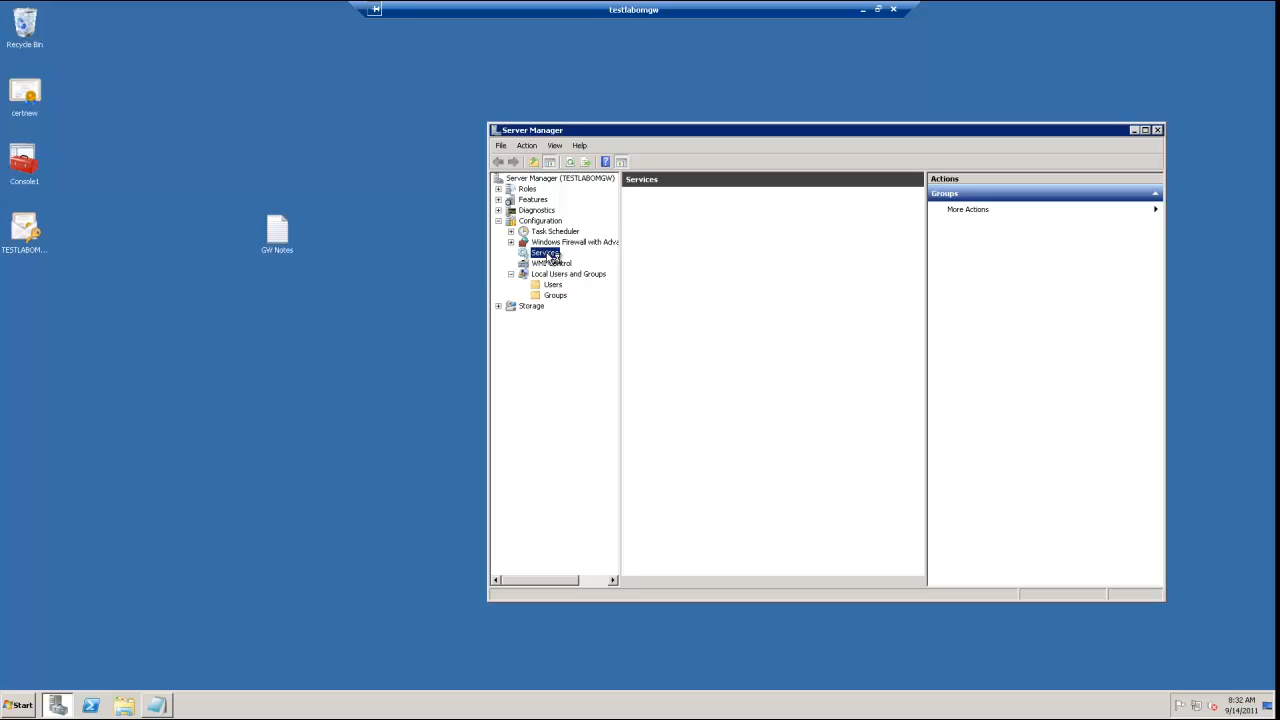 testlabomgw
Recycle Bin
certnew
Console1
TESTLABOM...
GW Notes
Server Manager
File Action View Help
Server Manager (TESTLABOMGW)
Roles
Features
Diagnostics
Configuration
Task Scheduler
Windows Firewall with Adva
Services
WMI Control
Local Users and Groups
Users
Groups
Storage
Services
Actions
Groups
More Actions
Start
8:32 AM
9/14/2011